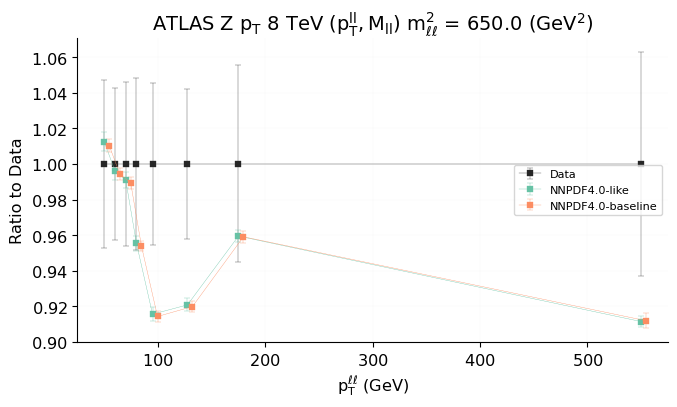 ATLAS Z p_T 8 TeV (p_T^ll, M_ll) m_ℓℓ^2 = 650.0 (GeV^2)
1.06
1.04
1.02
1.00
0.98
0.96
0.94
0.92
0.90
Ratio to Data
Data
NNPDF4.0-like
NNPDF4.0-baseline
100
200
300
400
500
p_T^ℓℓ (GeV)